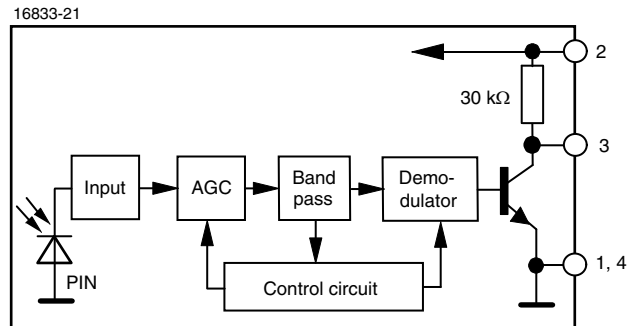 16833-21
2
30 kΩ
3
Input
AGC
Band
pass
Demo-
dulator
1, 4
PIN
Control circuit